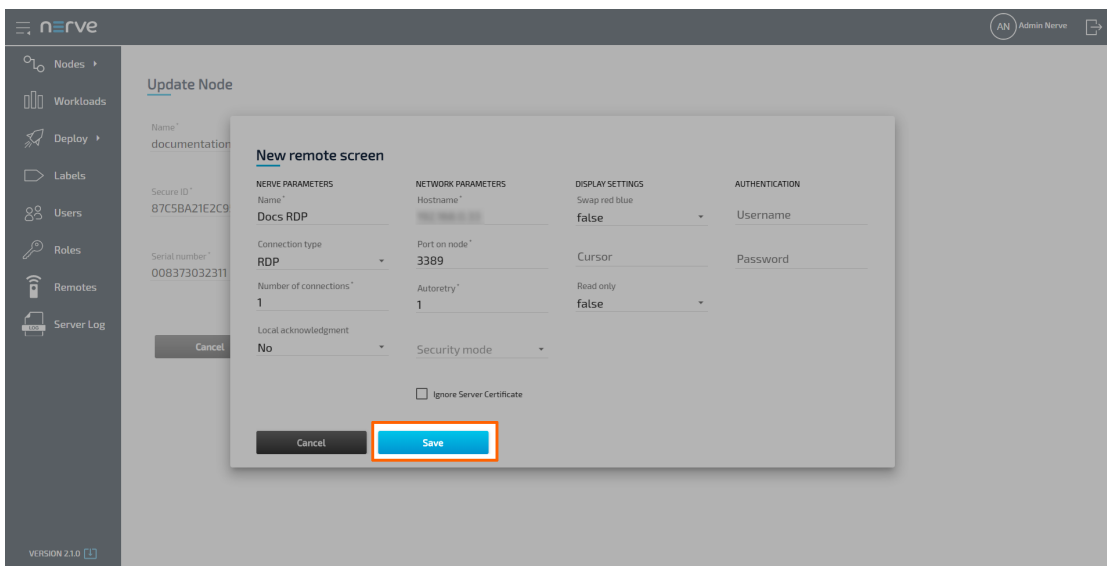 nerve
AN Admin Nerve
Nodes
Workloads
Deploy
Labels
Users
Roles
Remotes
LOG Server Log
VERSION 2.1.0
Update Node
Name*
documentation
Secure ID*
87C5BA21E2C9
Serial number*
008373032311
Cancel
New remote screen
NERVE PARAMETERS
Name*
Docs RDP
Connection type
RDP
Number of connections*
1
Local acknowledgment
No
NETWORK PARAMETERS
Hostname*
Port on node*
3389
Autoretry*
1
Security mode
Ignore Server Certificate
DISPLAY SETTINGS
Swap red blue
false
Cursor
Read only
false
AUTHENTICATION
Username
Password
Cancel
Save